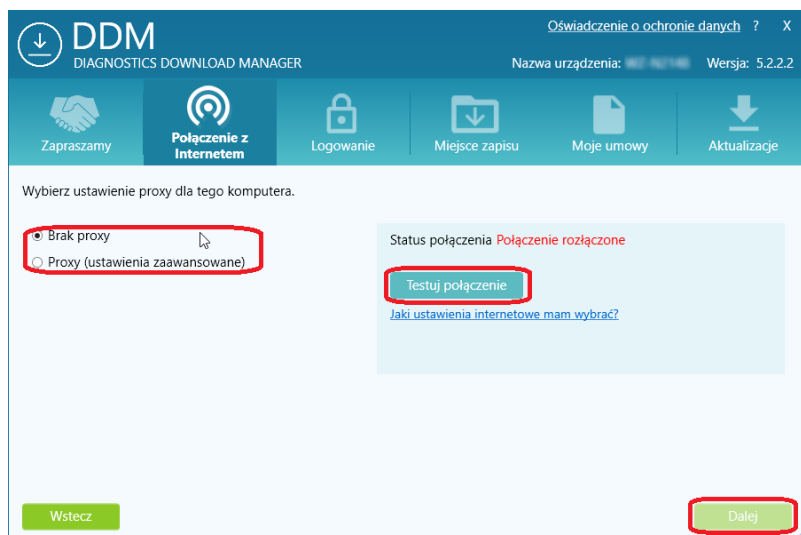 DDM
DIAGNOSTICS DOWNLOAD MANAGER
Oświadczenie o ochronie danych ? X
Nazwa urządzenia: Wersja: 5.2.2.2
Zapraszamy
Połączenie z
Internetem
Logowanie
Miejsce zapisu
Moje umowy
Aktualizacje
Wybierz ustawienie proxy dla tego komputera.
Brak proxy
Proxy (ustawienia zaawansowane)
Status połączenia Połączenie rozłączone
Testuj połączenie
Jaki ustawienia internetowe mam wybrać?
Wstecz
Dalej